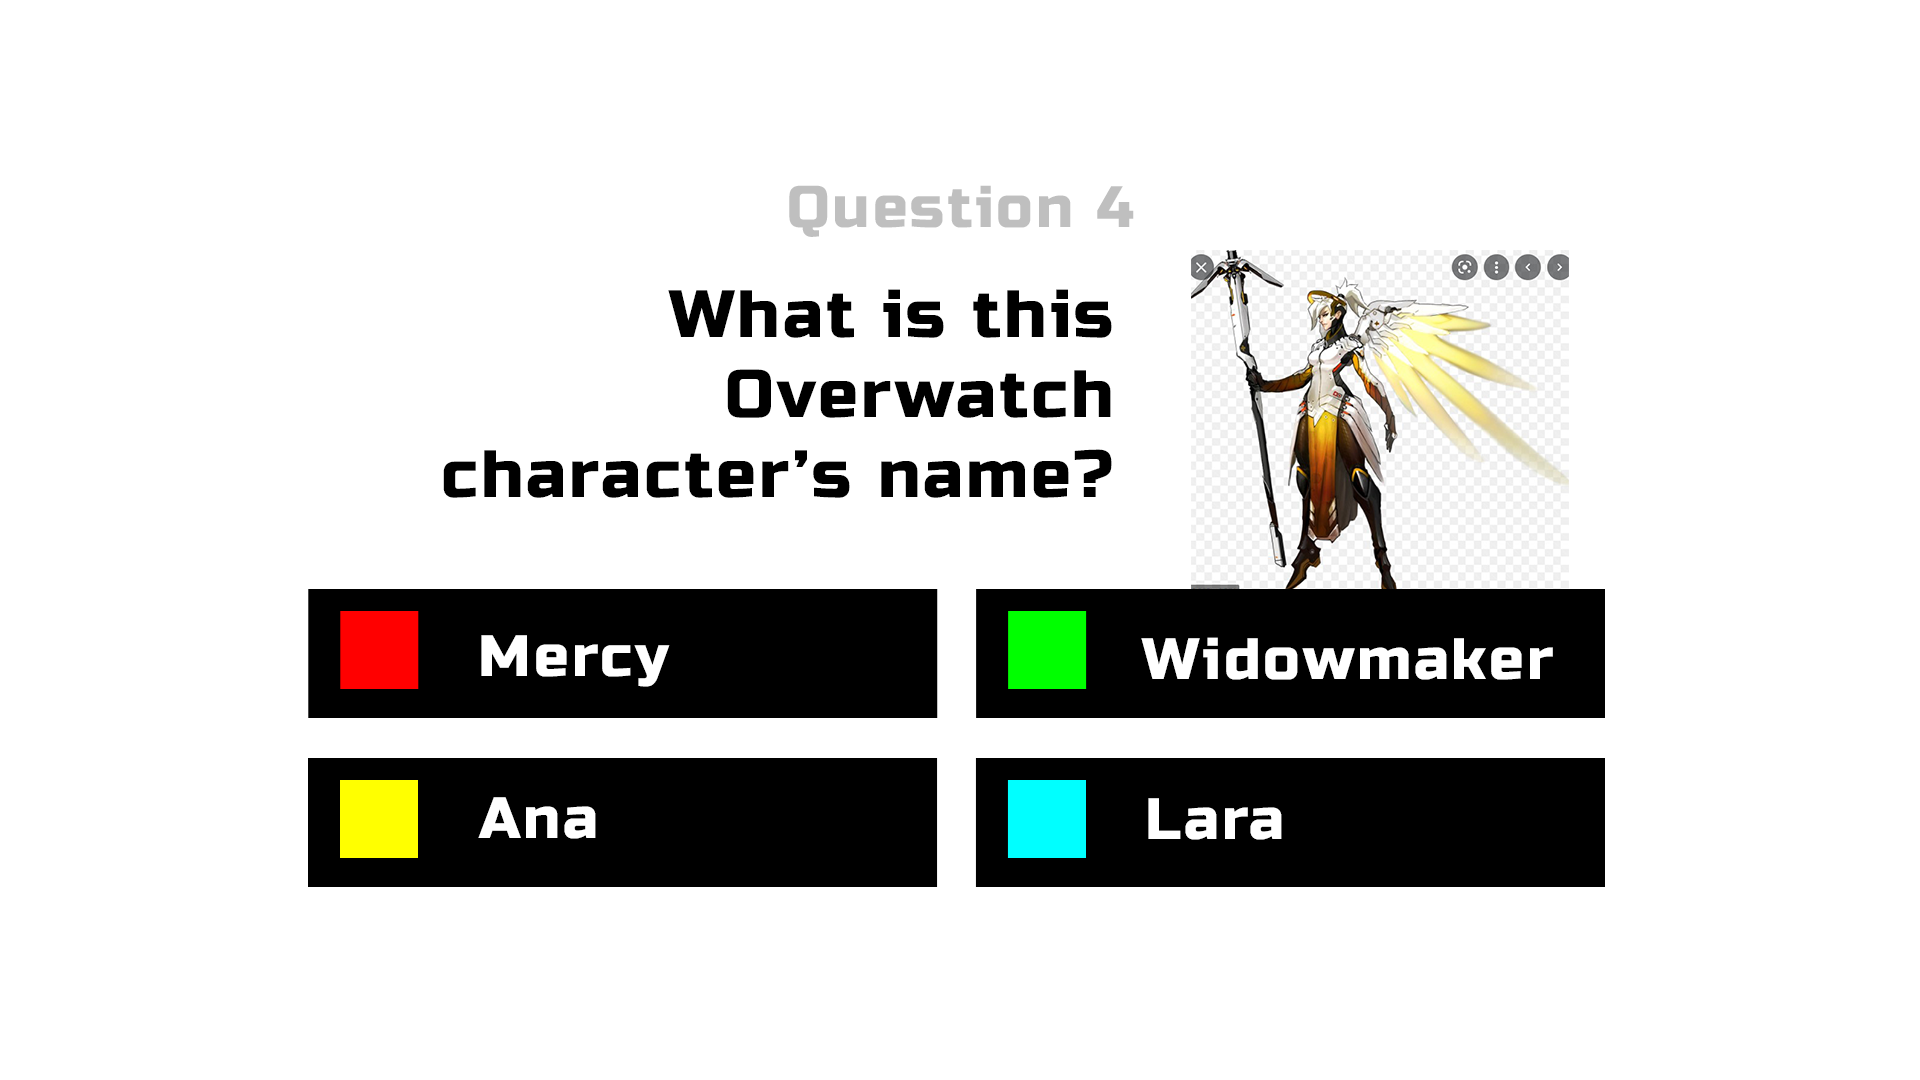 Question 4
What is this
Overwatch
character’s name?
Mercy
Widowmaker
Ana
Lara